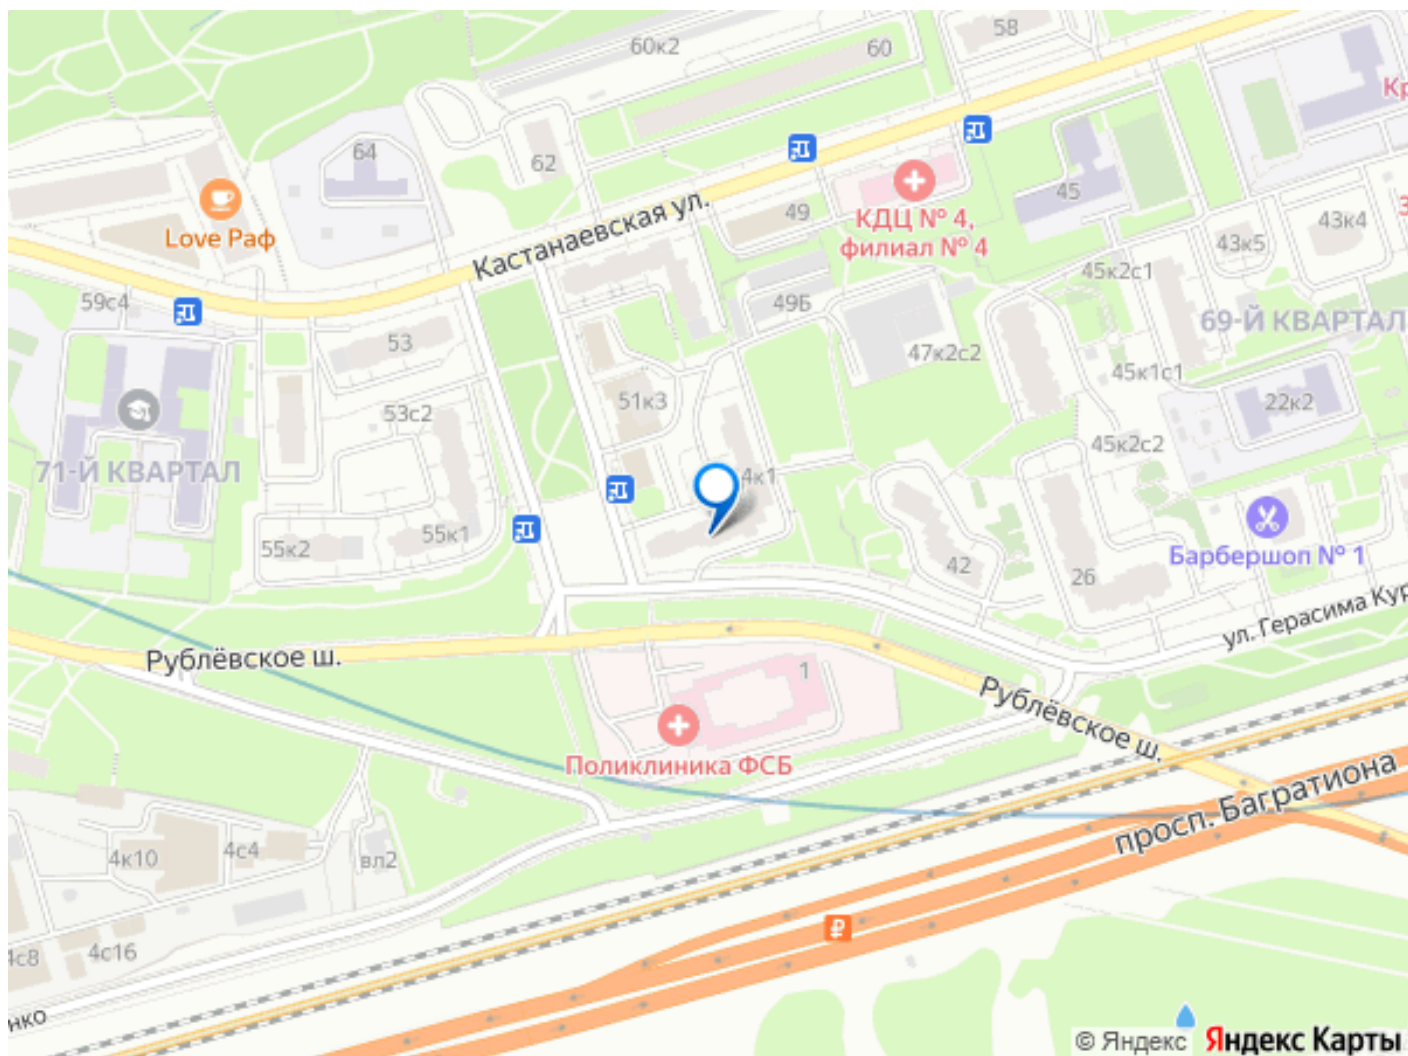 58
60к2
60
Кр
64
62
45
49
КДЦ № 4,
филиал № 4
43к4
43к5
З
Love Раф
Кастанаевская ул.
45к2с1
59с4
49Б
69-Й КВАРТАЛ
53
47к2с2
45к1с1
51к3
22к2
53с2
45к2с2
71-Й КВАРТАЛ
4к1
55к2
55к1
Барбершоп № 1
42
26
ул. Герасима Кур
Рублёвское ш.
1
Рублёвское ш.
Поликлиника ФСБ
просп. Багратиона
4к10
4с4
вл2
4с16
4с8
нко
© Яндекс Яндекс Карты